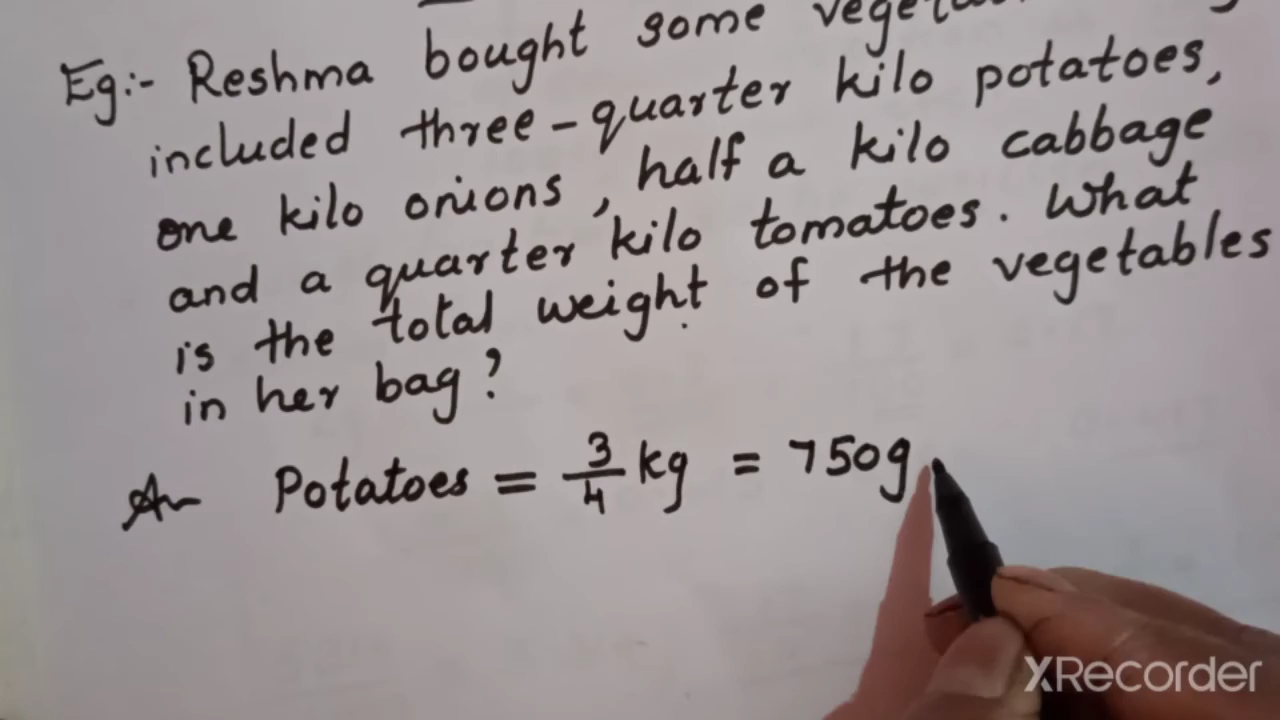 Eg:- Reshma bought some
included three-quarter kilo potatoes,
one kilo onions, half a kilo cabbage
and a quarter kilo tomatoes. What
is the total weight of the vegetables
in her bag?
Potatoes = 3/4 kg = 750g
XRecorder